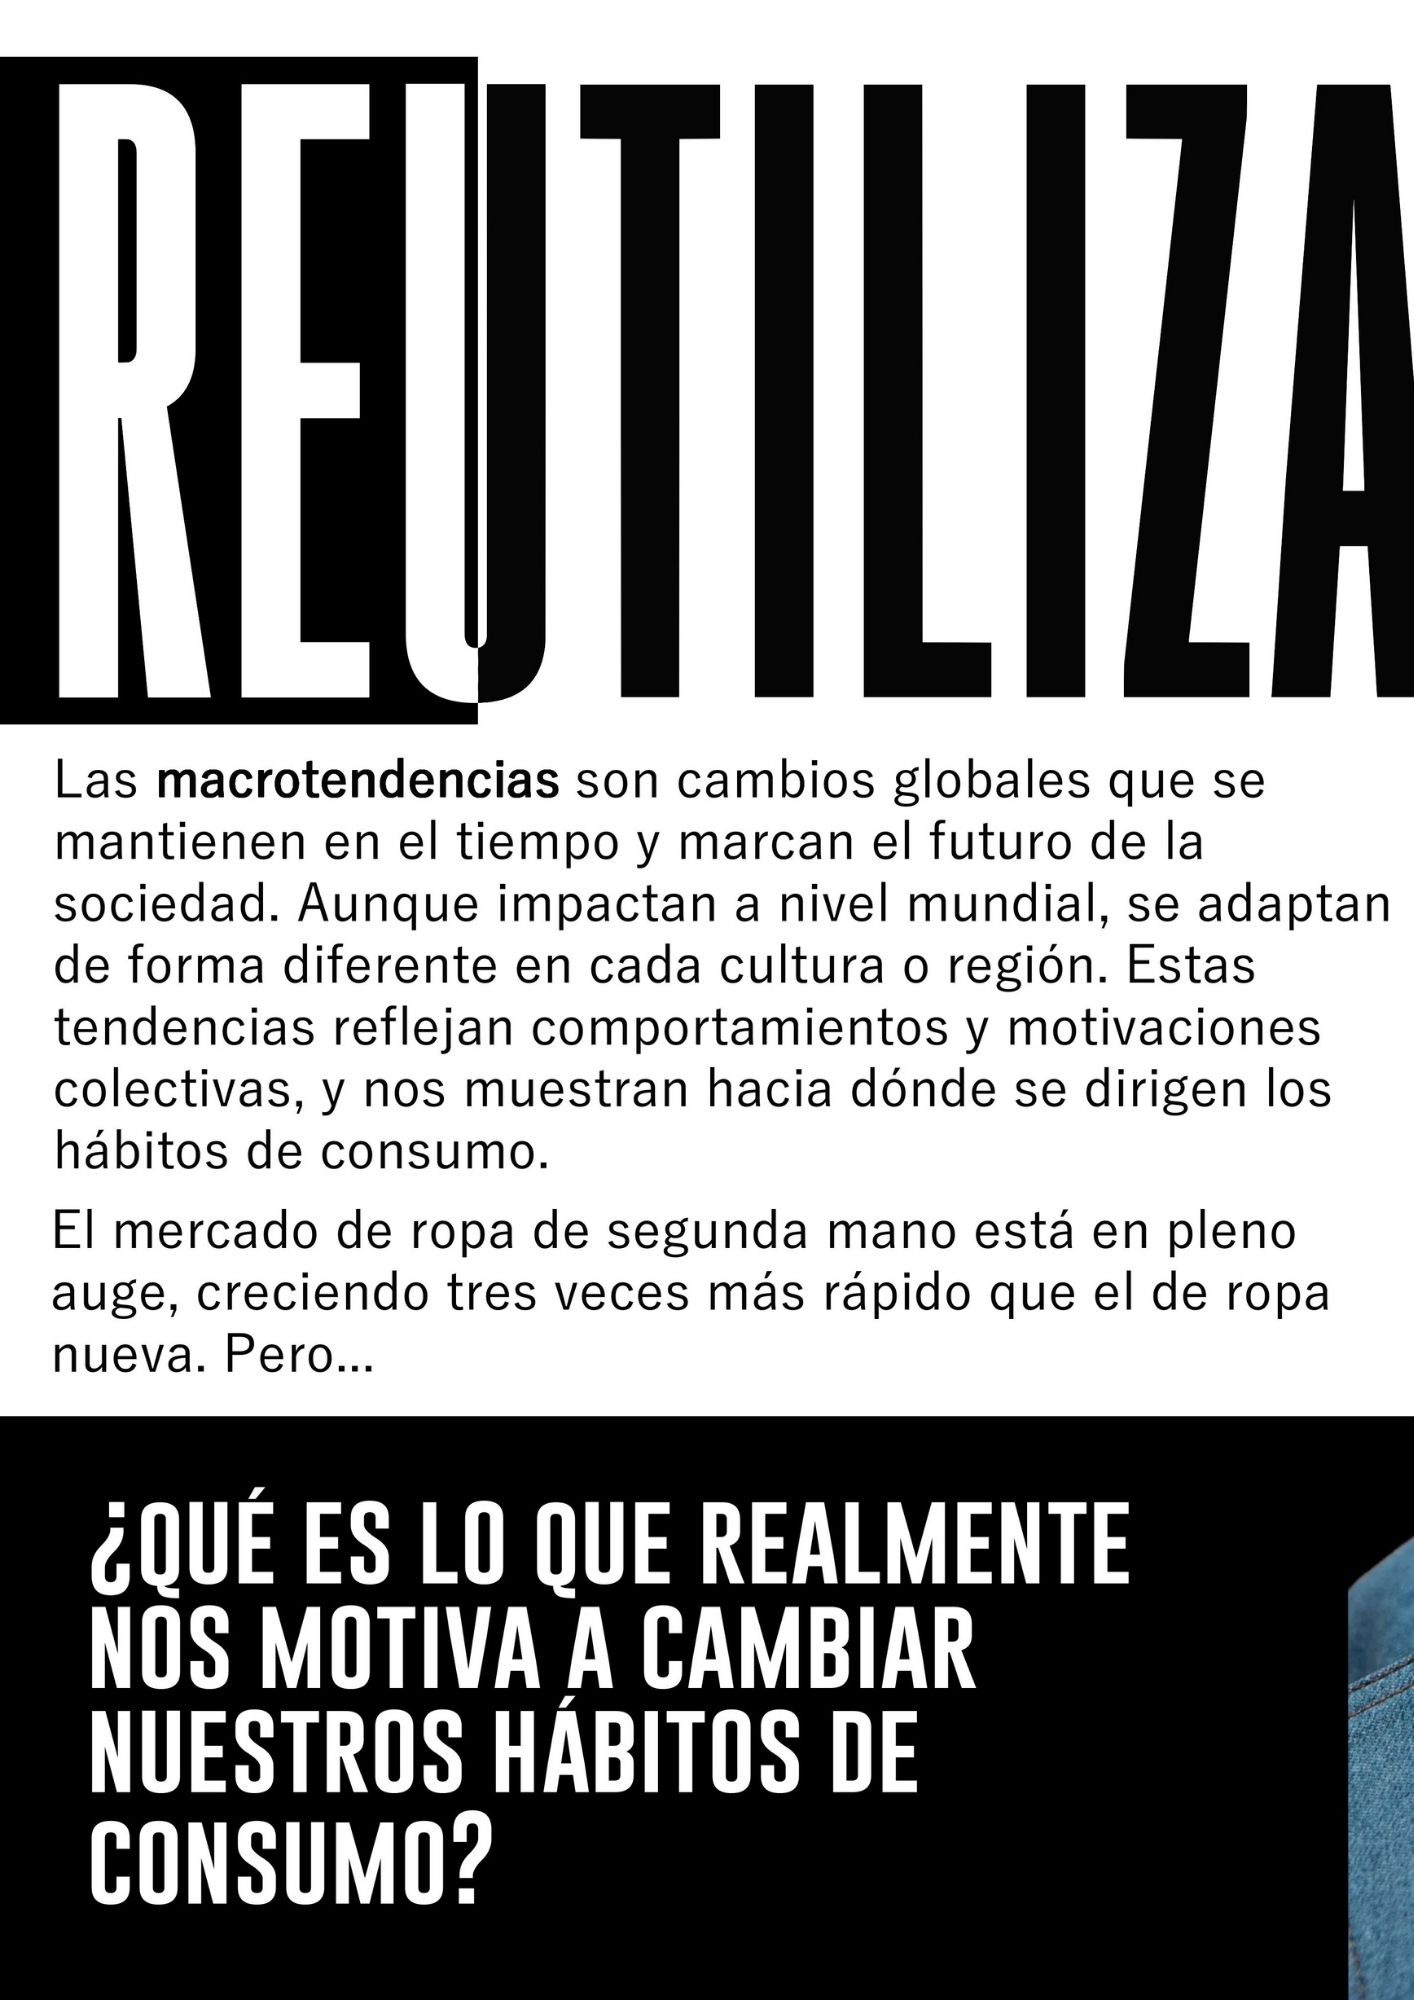 REUTILIZA
Las macrotendencias son cambios globales que se
mantienen en el tiempo y marcan el futuro de la
sociedad. Aunque impactan a nivel mundial, se adaptan
de forma diferente en cada cultura o región. Estas
tendencias reflejan comportamientos y motivaciones
colectivas, y nos muestran hacia dónde se dirigen los
hábitos de consumo.
El mercado de ropa de segunda mano está en pleno
auge, creciendo tres veces más rápido que el de ropa
nueva. Pero...
¿QUÉ ES LO QUE REALMENTE
NOS MOTIVA A CAMBIAR
NUESTROS HÁBITOS DE
CONSUMO?